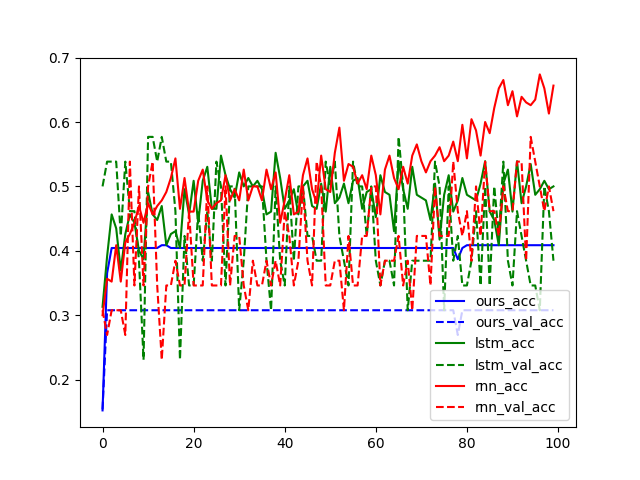 0.7
0.6
0.5
0.4
0.3
0.2
0 20 40 60 80 100
ours_acc
ours_val_acc
lstm_acc
lstm_val_acc
rnn_acc
rnn_val_acc